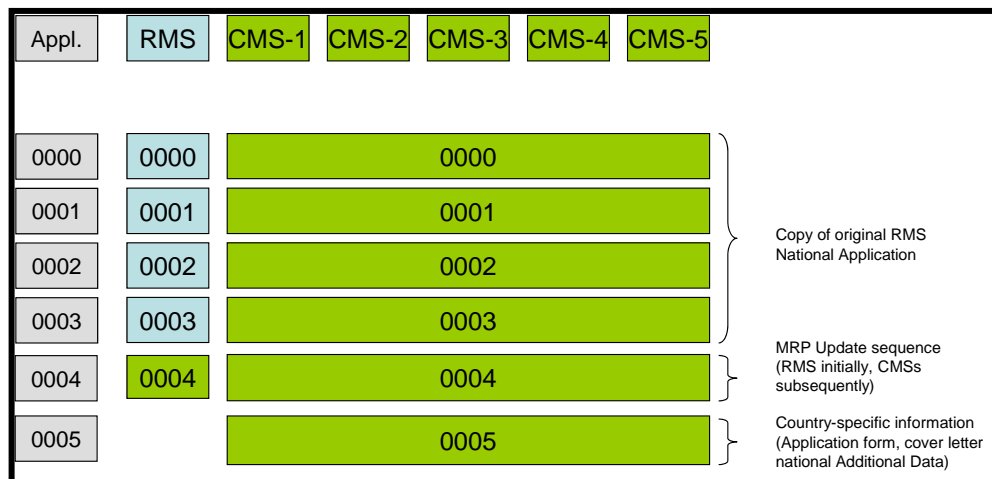 Appl. RMS CMS-1 CMS-2 CMS-3 CMS-4 CMS-5
0000 0000 0000
0001 0001 0001
0002 0002 0002
0003 0003 0003
Copy of original RMS
National Application
0004 0004 0004
MRP Update sequence
(RMS initially, CMSs
subsequently)
0005 0005
Country-specific information
(Application form, cover letter
national Additional Data)